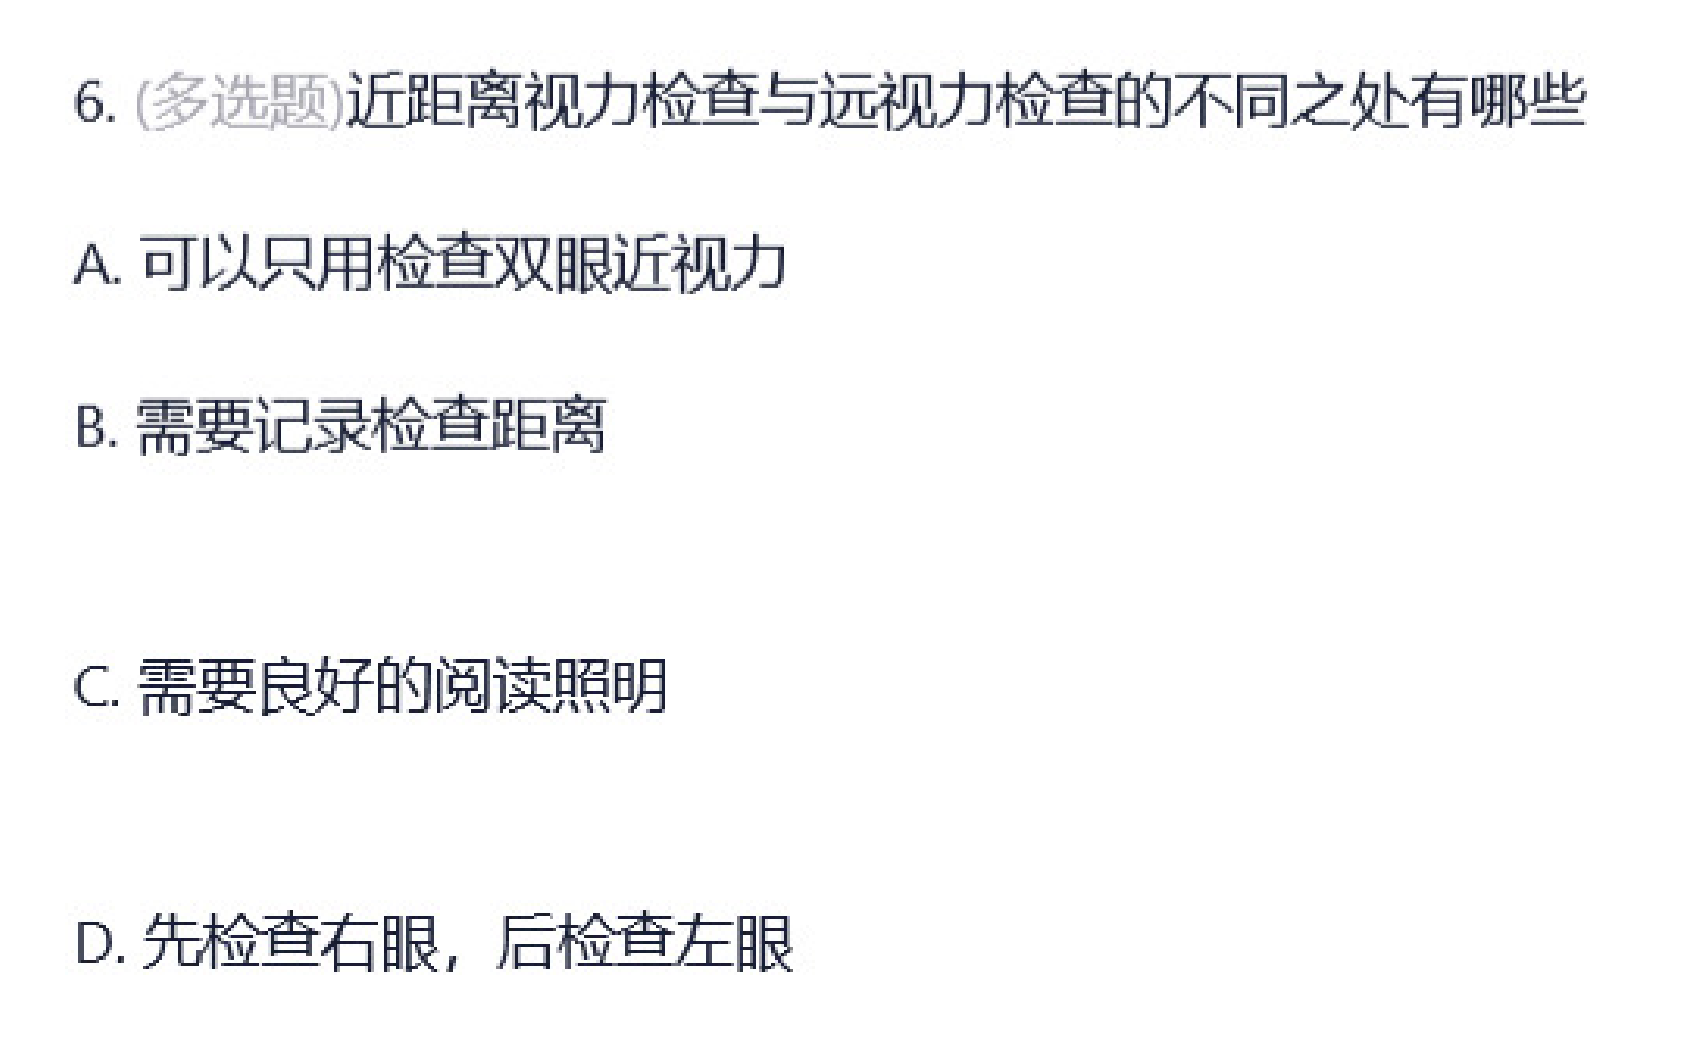 6. (多选题)近距离视力检查与远视力检查的不同之处有哪些
A. 可以只用检查双眼近视力
B. 需要记录检查距离
C. 需要良好的阅读照明
D. 先检查右眼，后检查左眼